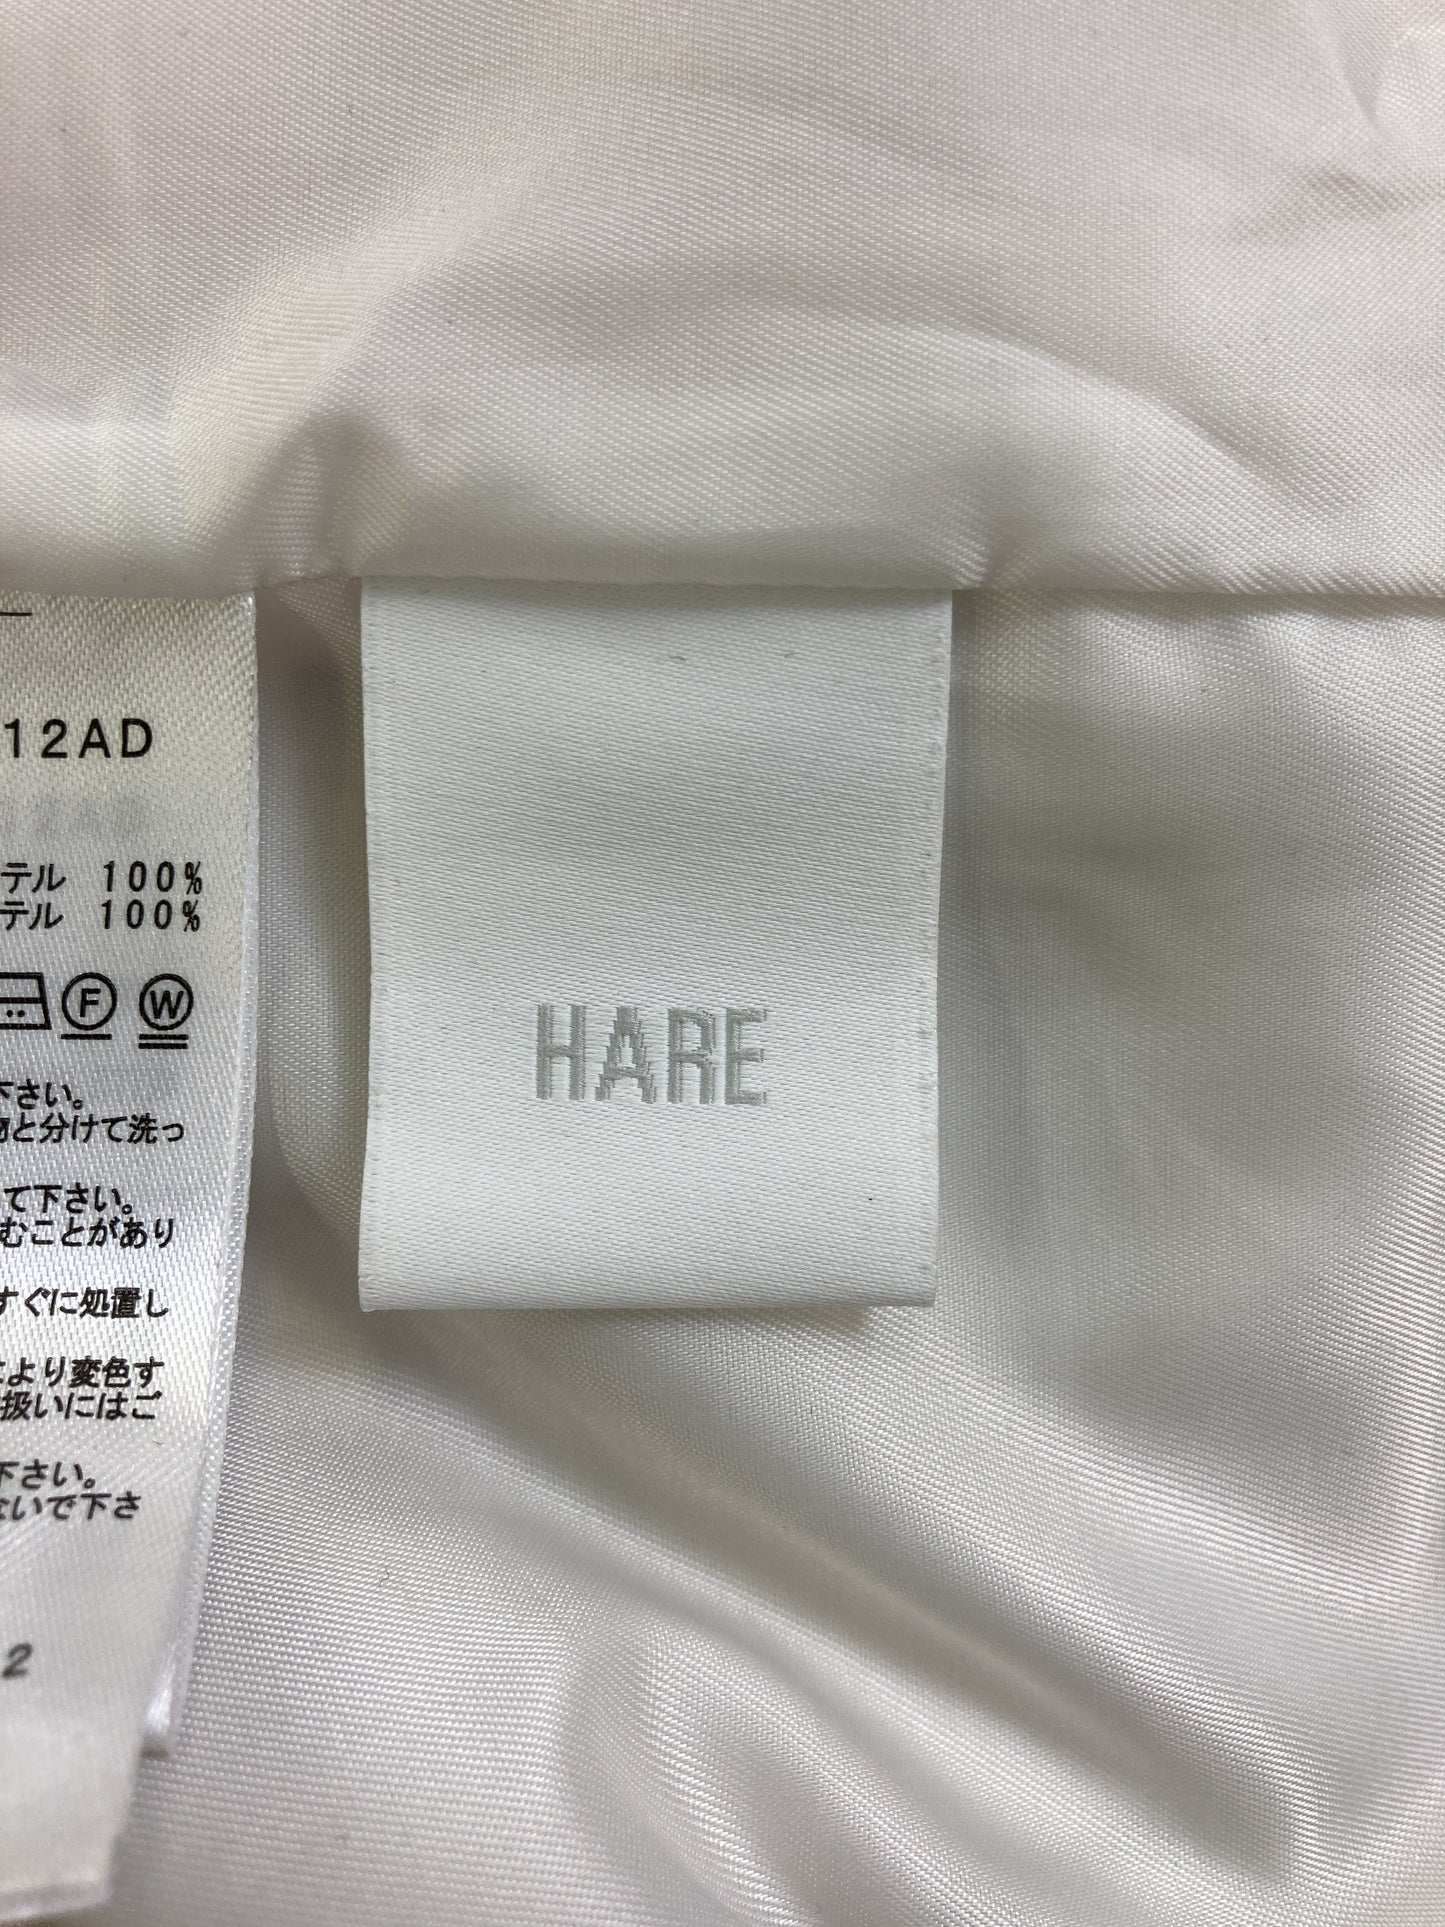 12AD
テル 100%
テル 100%
F W
下さい。
物と分けて洗っ
て下さい。
むことがあり
すぐに処置し
により変色す
扱いにはご
下さい。
ないで下さ
2
HARE